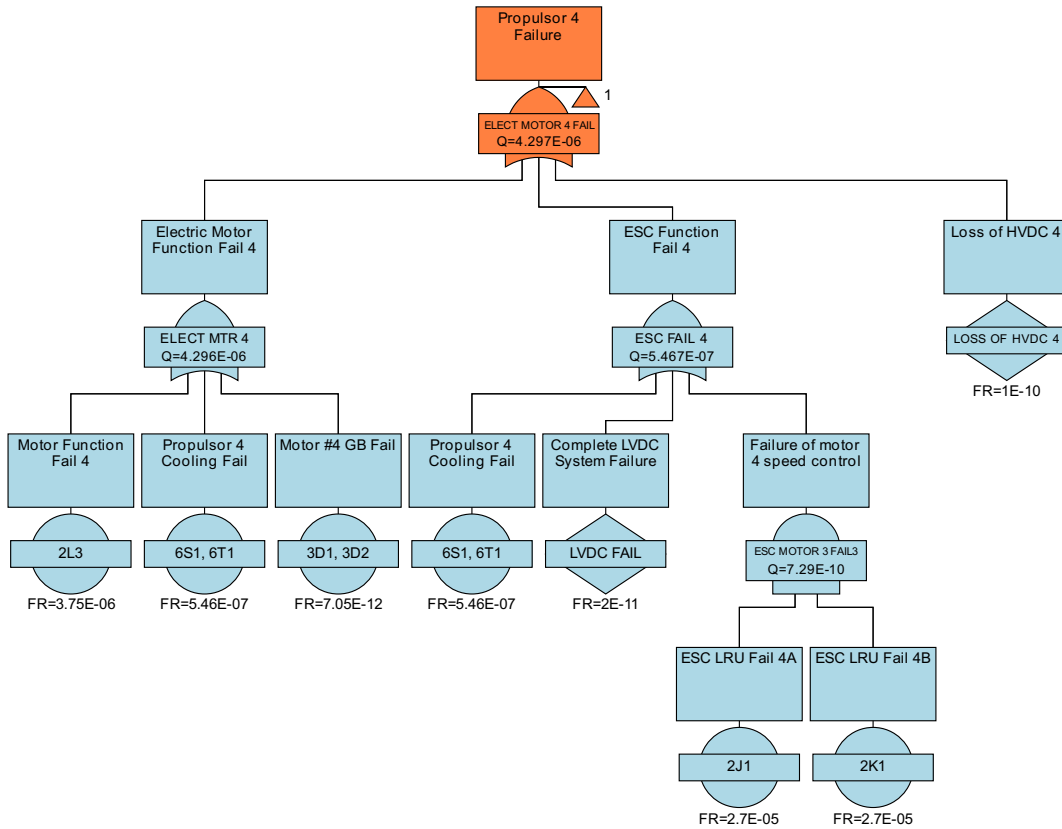 Propulsor 4
Failure
1
ELECT MOTOR 4 FAIL
Q=4.297E-06
Electric Motor
Function Fail 4
ELECT MTR 4
Q=4.296E-06
ESC Function
Fail 4
ESC FAIL 4
Q=5.467E-07
Loss of HVDC 4
LOSS OF HVDC 4
FR=1E-10
Motor Function
Fail 4
2L3
FR=3.75E-06
Propulsor 4
Cooling Fail
6S1, 6T1
FR=5.46E-07
Motor #4 GB Fail
3D1, 3D2
FR=7.05E-12
Propulsor 4
Cooling Fail
6S1, 6T1
FR=5.46E-07
Complete LVDC
System Failure
LVDC FAIL
FR=2E-11
Failure of motor
4 speed control
ESC MOTOR 3 FAIL3
Q=7.29E-10
ESC LRU Fail 4A
2J1
FR=2.7E-05
ESC LRU Fail 4B
2K1
FR=2.7E-05